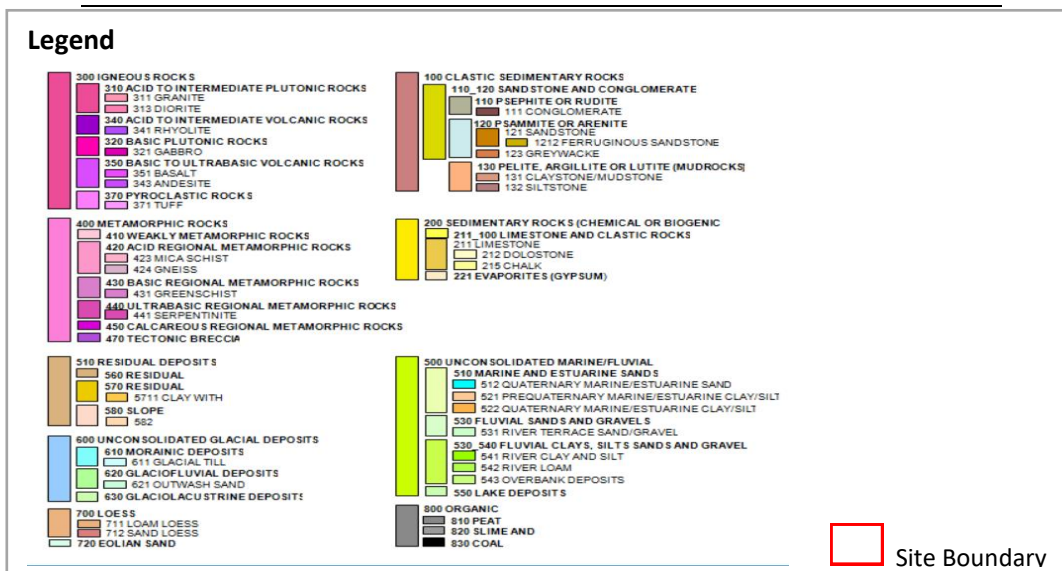 Legend
300 IGNEOUS ROCKS
310 ACID TO INTERMEDIATE PLUTONIC ROCKS
311 GRANITE
313 DIORITE
340 ACID TO INTERMEDIATE VOLCANIC ROCKS
341 RHYOLITE
320 BASIC PLUTONIC ROCKS
321 GABBRO
350 BASIC TO ULTRABASIC VOLCANIC ROCKS
351 BASALT
343 ANDESITE
370 PYROCLASTIC ROCKS
371 TUFF
400 METAMORPHIC ROCKS
410 WEAKLY METAMORPHIC ROCKS
420 ACID REGIONAL METAMORPHIC ROCKS
423 MICA SCHIST
424 GNEISS
430 BASIC REGIONAL METAMORPHIC ROCKS
431 GREENSCHIST
440 ULTRABASIC REGIONAL METAMORPHIC ROCKS
441 SERPENTINITE
450 CALCAREOUS REGIONAL METAMORPHIC ROCKS
470 TECTONIC BRECCIA
510 RESIDUAL DEPOSITS
560 RESIDUAL
570 RESIDUAL
5711 CLAY WITH
580 SLOPE
582
600 UNCONSOLIDATED GLACIAL DEPOSITS
610 MORAINIC DEPOSITS
611 GLACIAL TILL
620 GLACIOFLUVIAL DEPOSITS
621 OUTWASH SAND
630 GLACIOLACUSTRINE DEPOSITS
700 LOESS
711 LOAM LOESS
712 SAND LOESS
720 EOLIAN SAND
100 CLASTIC SEDIMENTARY ROCKS
110_120 SANDSTONE AND CONGLOMERATE
110 PSEPHITE OR RUDITE
111 CONGLOMERATE
120 PSAMMITE OR ARENITE
121 SANDSTONE
1212 FERRUGINOUS SANDSTONE
123 GREYWACKE
130 PELITE, ARGILLITE OR LUTITE (MUDROCKS)
131 CLAYSTONE/MUDSTONE
132 SILTSTONE
200 SEDIMENTARY ROCKS (CHEMICAL OR BIOGENIC
211_100 LIMESTONE AND CLASTIC ROCKS
211 LIMESTONE
212 DOLOSTONE
215 CHALK
221 EVAPORITES (GYPSUM)
500 UNCONSOLIDATED MARINE/FLUVIAL
510 MARINE AND ESTUARINE SANDS
512 QUATERNARY MARINE/ESTUARINE SAND
521 PREQUATERNARY MARINE/ESTUARINE CLAY/SILT
522 QUATERNARY MARINE/ESTUARINE CLAY/SILT
530 FLUVIAL SANDS AND GRAVELS
531 RIVER TERRACE SAND/GRAVEL
530_540 FLUVIAL CLAYS, SILTS SANDS AND GRAVEL
541 RIVER CLAY AND SILT
542 RIVER LOAM
543 OVERBANK DEPOSITS
550 LAKE DEPOSITS
800 ORGANIC
810 PEAT
820 SLIME AND
830 COAL
Site Boundary